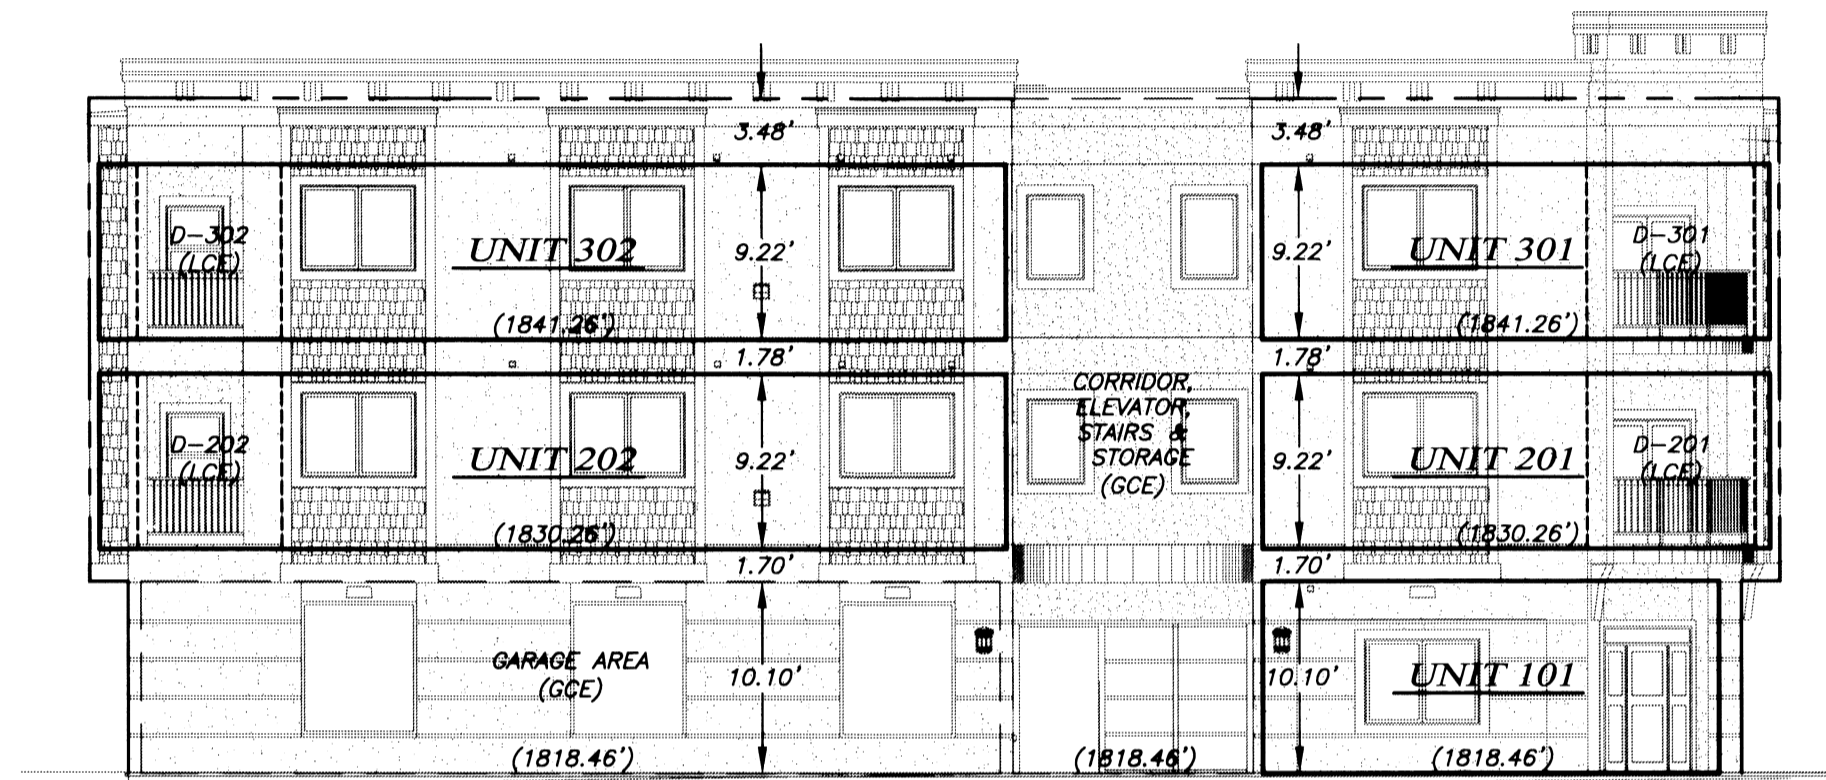 3.48'
3.48'
D-302
(LCE)
UNIT 302
9.22'
9.22'
UNIT 301
D-301
(LCE)
(1841.26')
(1841.26')
1.78'
1.78'
CORRIDOR,
ELEVATOR,
STAIRS &
STORAGE
(GCE)
D-202
(LCE)
UNIT 202
9.22'
9.22'
UNIT 201
D-201
(LCE)
(1830.26')
(1830.26')
1.70'
1.70'
GARAGE AREA
(GCE)
10.10'
10.10'
UNIT 101
(1818.46')
(1818.46')
(1818.46')